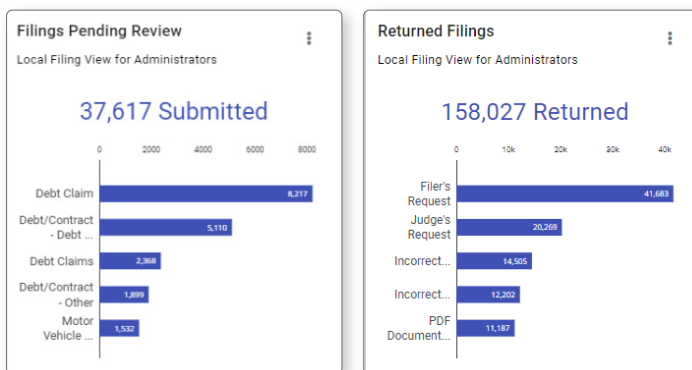 Filings Pending Review
Local Filing View for Administrators
37,617 Submitted
0 2000 4000 6000 8000
Debt Claim 8,217
Debt/Contract
- Debt ... 5,110
Debt Claims 2,368
Debt/Contract
- Other 1,899
Motor
Vehicle ... 1,532
Returned Filings
Local Filing View for Administrators
158,027 Returned
0 10k 20k 30k 40k
Filer's
Request 41,683
Judge's
Request 20,269
Incorrect... 14,505
Incorrect... 12,202
PDF
Document... 11,187